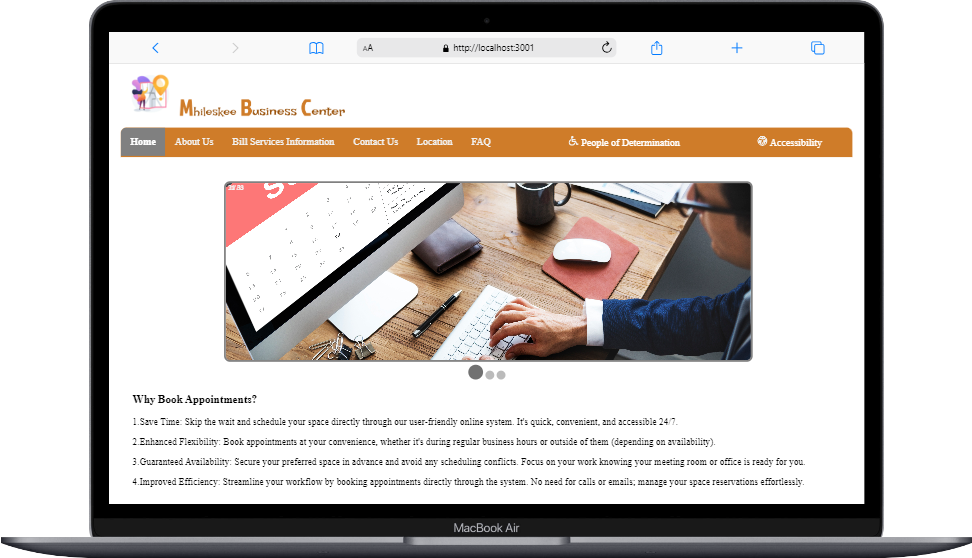 AA http://localhost:3001
Mhileskee Business Center
Home About Us Bill Services Information Contact Us Location FAQ People of Determination Accessibility
Why Book Appointments?
1.Save Time: Skip the wait and schedule your space directly through our user-friendly online system. It's quick, convenient, and accessible 24/7.
2.Enhanced Flexibility: Book appointments at your convenience, whether it's during regular business hours or outside of them (depending on availability).
3.Guaranteed Availability: Secure your preferred space in advance and avoid any scheduling conflicts. Focus on your work knowing your meeting room or office is ready for you.
4.Improved Efficiency: Streamline your workflow by booking appointments directly through the system. No need for calls or emails; manage your space reservations effortlessly.
MacBook Air